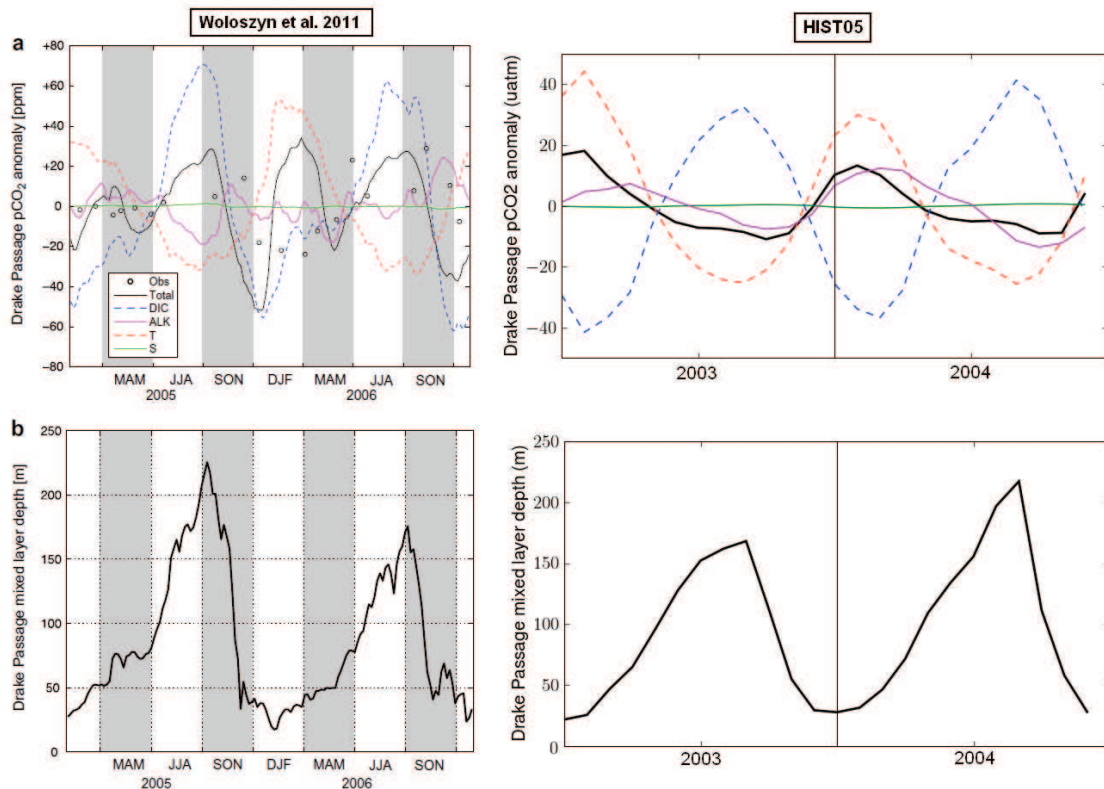 Woloszyn et al. 2011
a
Drake Passage pCO2 anomaly [ppm]
+80
+60
+40
+20
0
-20
-40
-60
-80
Obs
Total
DIC
ALK
T
S
MAM JJA SON DJF MAM JJA SON
2005 2006
HIST05
Drake Passage pCO2 anomaly (uatm)
40
20
0
-20
-40
2003 2004
b
Drake Passage mixed layer depth [m]
250
200
150
100
50
0
MAM JJA SON DJF MAM JJA SON
2005 2006
Drake Passage mixed layer depth (m)
250
200
150
100
50
0
2003 2004